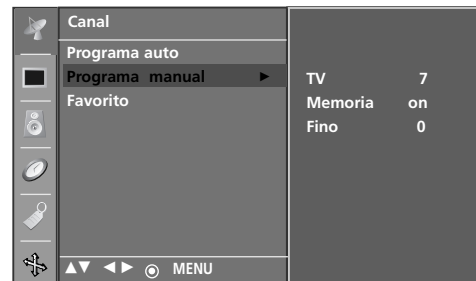 Canal
Programa auto
Programa manual ►
Favorito
TV 7
Memoria on
Fino 0
▲▼ ◄► ⦿ MENU